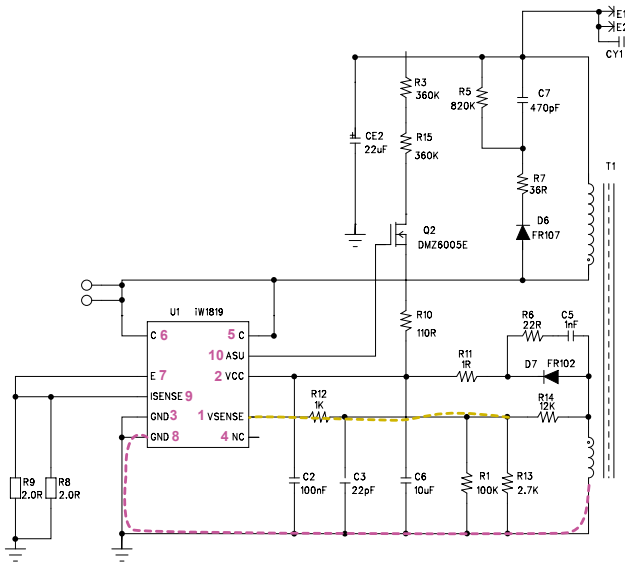 E1
E2
CY1
R3
360K
R5
820K
C7
470pF
CE2
22uF
R15
360K
T1
R7
36R
Q2
DMZ6005E
D6
FR107
U1 iW1819
R10
110R
R6
22R
C5
1nF
C 6
5 C
10 ASU
E 7
2 VCC
R11
1R
D7 FR102
ISENSE 9
R12
1K
R14
12K
GND 3
1 VSENSE
GND 8
4 NC
R9
2.0R
R8
2.0R
C2
100nF
C3
22pF
C6
10uF
R1
100K
R13
2.7K